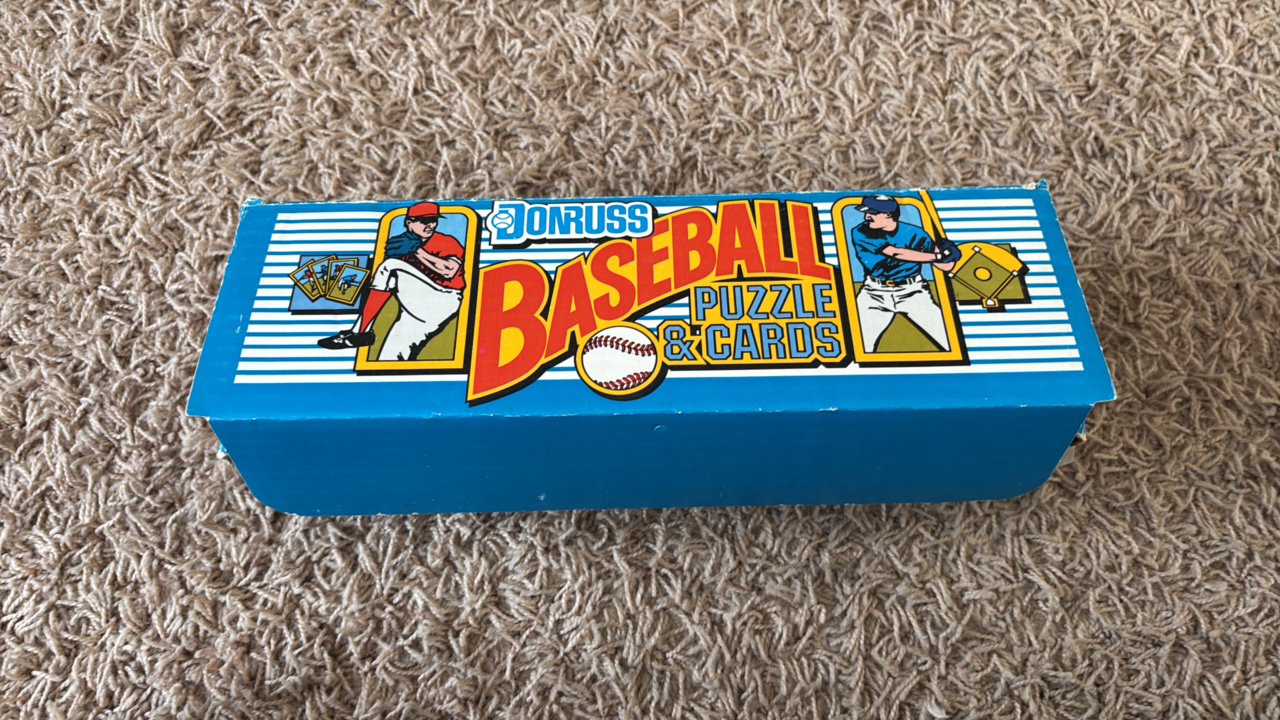 DONRUSS
BASEBALL
PUZZLE
& CARDS